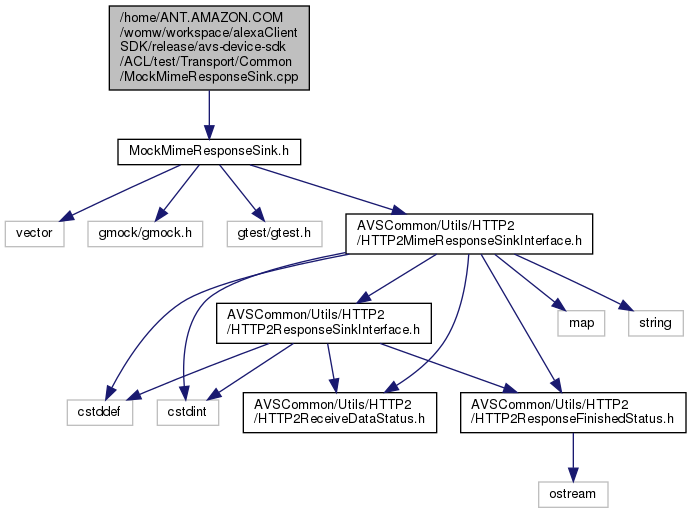 /home/ANT.AMAZON.COM
/womw/workspace/alexaClient
SDK/release/avs-device-sdk
/ACL/test/Transport/Common
/MockMimeResponseSink.cpp
MockMimeResponseSink.h
vector
gmock/gmock.h
gtest/gtest.h
AVSCommon/Utils/HTTP2
/HTTP2MimeResponseSinkInterface.h
AVSCommon/Utils/HTTP2
/HTTP2ResponseSinkInterface.h
map
string
cstddef
cstdint
AVSCommon/Utils/HTTP2
/HTTP2ReceiveDataStatus.h
AVSCommon/Utils/HTTP2
/HTTP2ResponseFinishedStatus.h
ostream